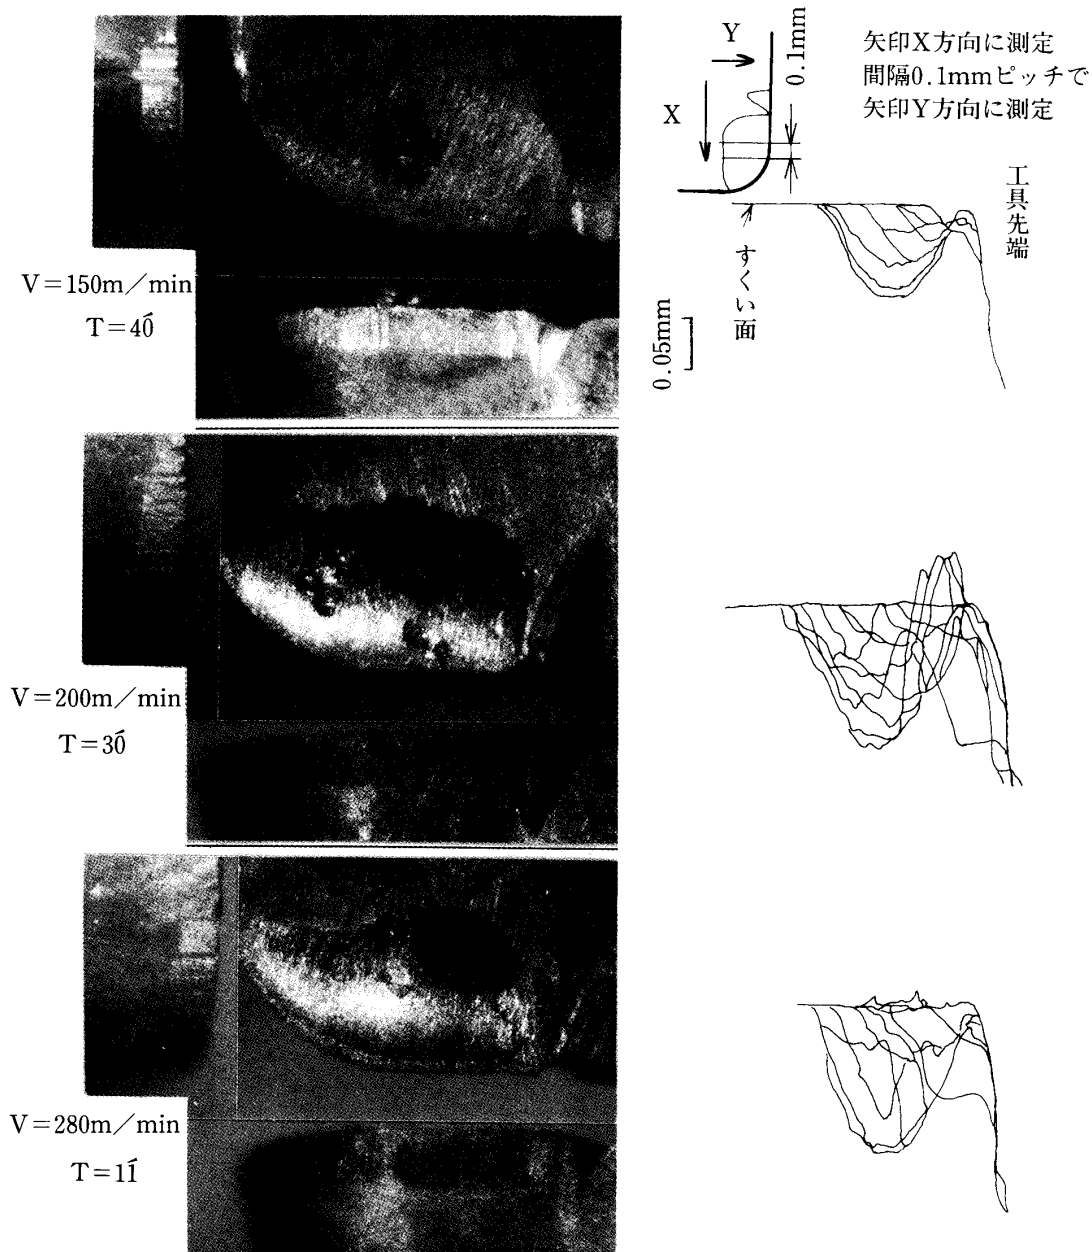 Y
X
0.1mm
矢印X方向に測定
間隔0.1mmピッチで
矢印Y方向に測定
工具先端
すくい面
0.05mm
V=150m/min
T=40́
V=200m/min
T=30́
V=280m/min
T=11́